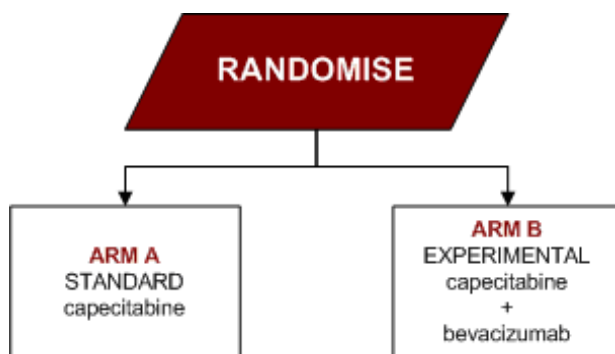 RANDOMISE
ARM A
STANDARD
capecitabine
ARM B
EXPERIMENTAL
capecitabine
+
bevacizumab